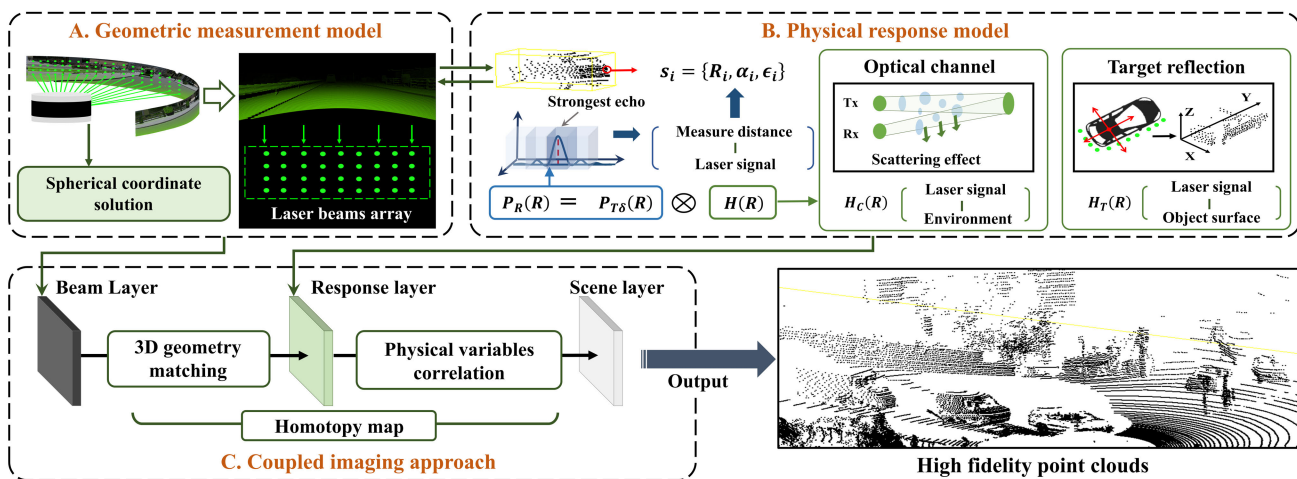 A. Geometric measurement model
Spherical coordinate
solution
Laser beams array
B. Physical response model
Strongest echo
s_i = {R_i, α_i, ϵ_i}
Measure distance
Laser signal
P_R(R) = P_{Tδ}(R) ⊗ H(R)
Optical channel
Tx
Rx
Scattering effect
H_C(R)
Laser signal
Environment
Target reflection
Z
Y
X
H_T(R)
Laser signal
Object surface
Beam Layer
Response layer
Scene layer
3D geometry
matching
Physical variables
correlation
Homotopy map
C. Coupled imaging approach
Output
High fidelity point clouds